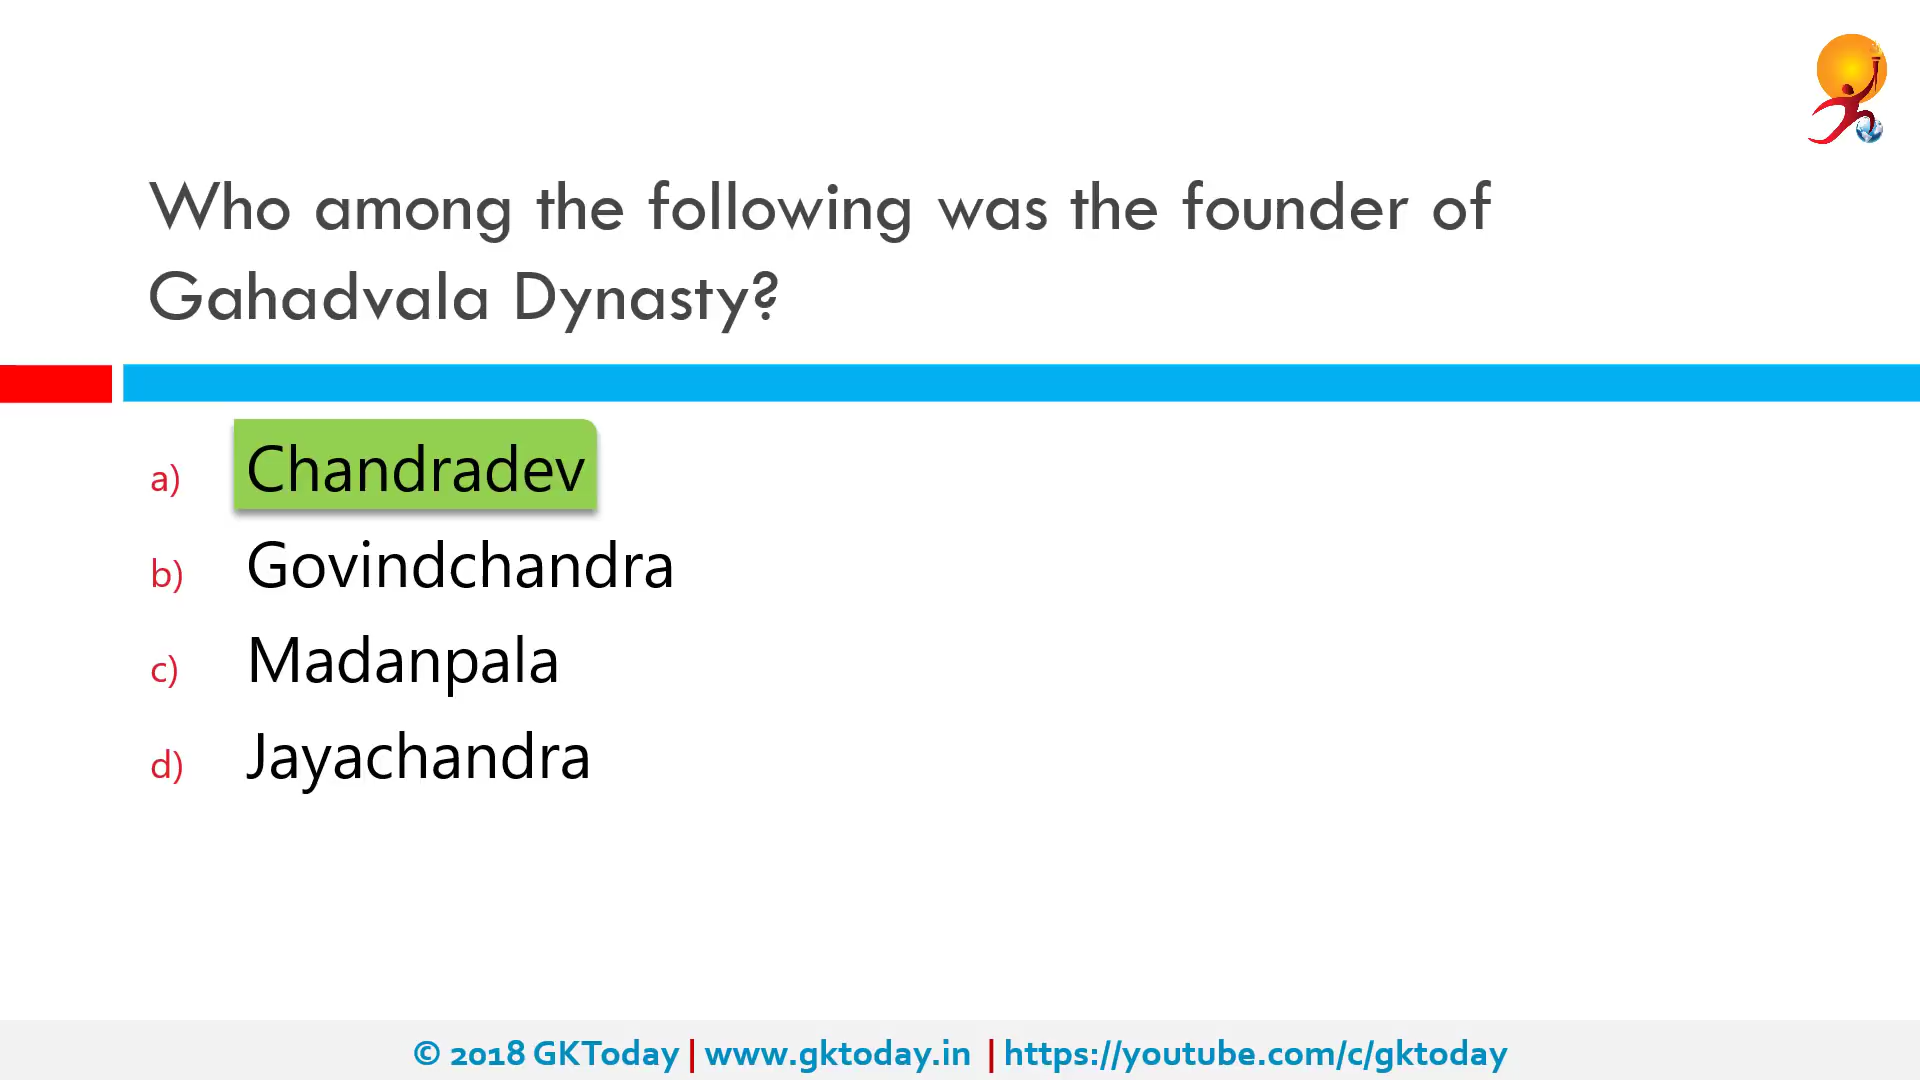 Who among the following was the founder of
Gahadvala Dynasty?
a) Chandradev
b) Govindchandra
c) Madanpala
d) Jayachandra
© 2018 GKToday | www.gktoday.in | https://youtube.com/c/gktoday